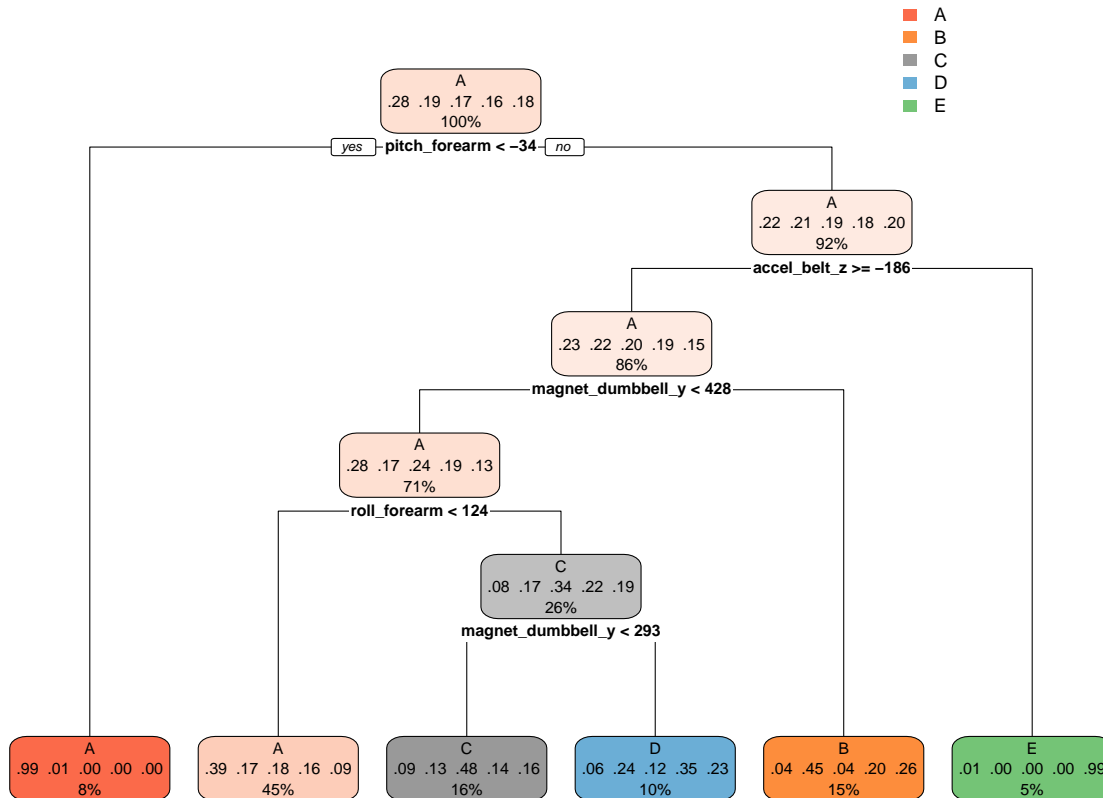 A
B
C
D
E
A
.28 .19 .17 .16 .18
100%
yes pitch_forearm < −34 no
A
.22 .21 .19 .18 .20
92%
accel_belt_z >= −186
A
.23 .22 .20 .19 .15
86%
magnet_dumbbell_y < 428
A
.28 .17 .24 .19 .13
71%
roll_forearm < 124
C
.08 .17 .34 .22 .19
26%
magnet_dumbbell_y < 293
A
.99 .01 .00 .00 .00
8%
A
.39 .17 .18 .16 .09
45%
C
.09 .13 .48 .14 .16
16%
D
.06 .24 .12 .35 .23
10%
B
.04 .45 .04 .20 .26
15%
E
.01 .00 .00 .00 .99
5%